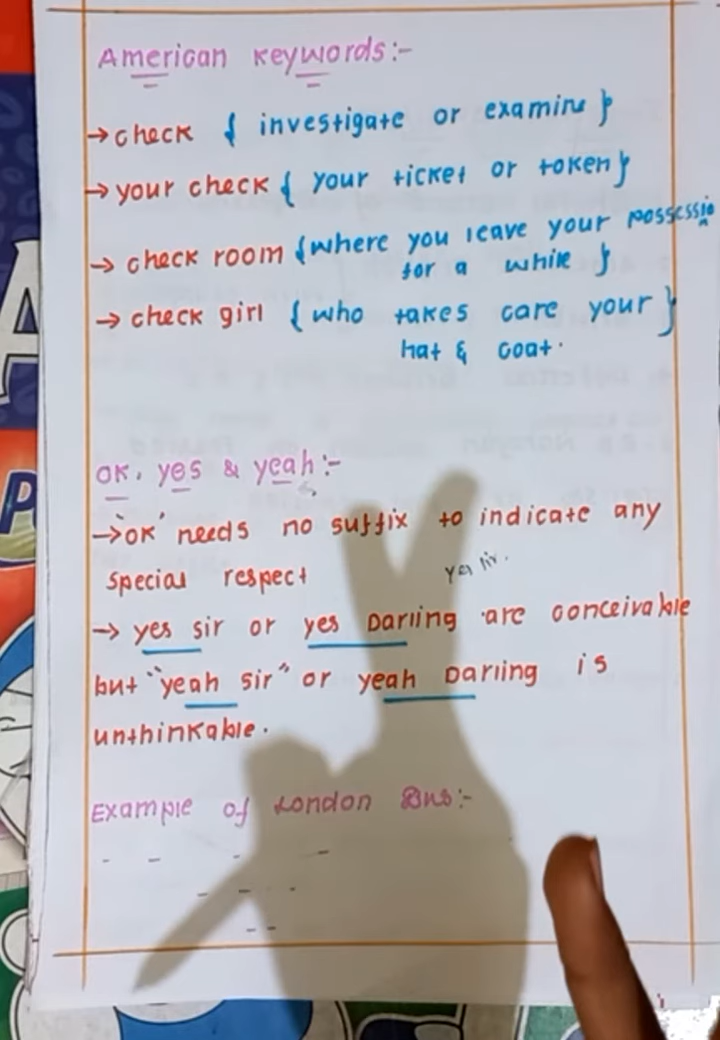 American Keywords:-
→ check { investigate or examine }
→ your check { your ticket or token }
→ check room { where you leave your possessio
for a while }
→ check girl { who takes care your }
hat & coat.
OK, yes & yeah:-
→ 'OK' needs no suffix to indicate any
special respect
yes sir.
→ yes sir or yes Darling are conceivable
but "yeah sir" or yeah Darling is
unthinkable.
Example of London Bus:-